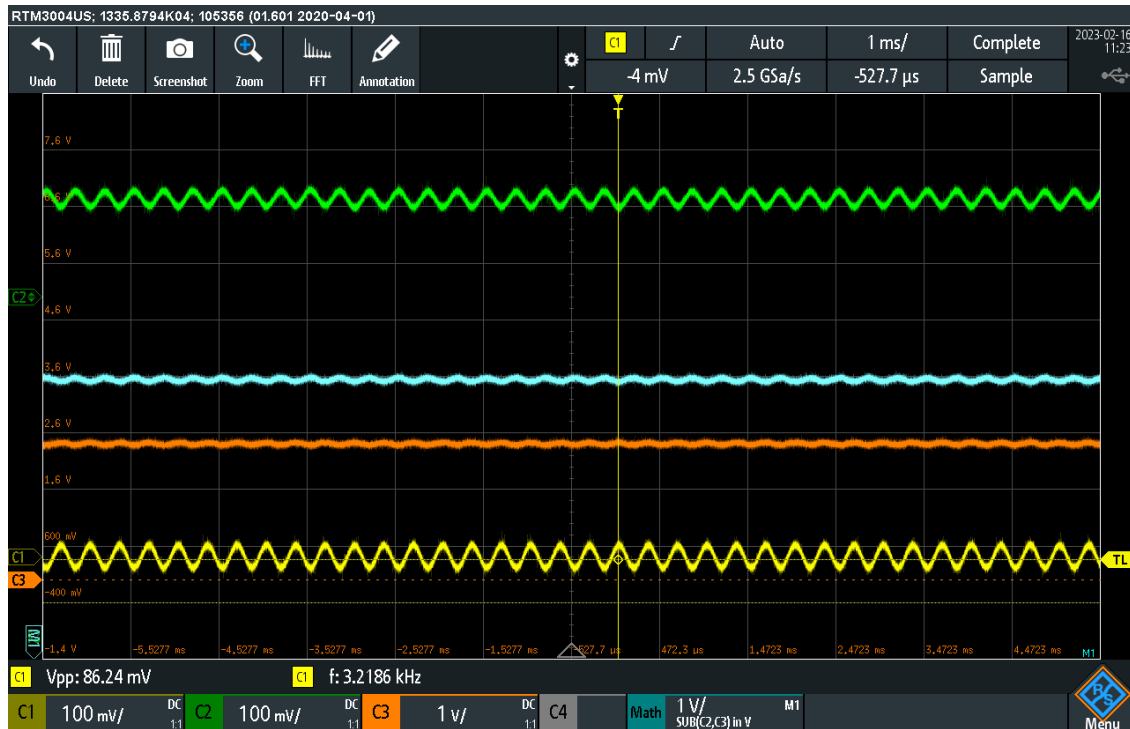 RTM3004US; 1335.8794K04; 105356 (01.601 2020-04-01)
Undo Delete Screenshot Zoom FFT Annotation
C1 Auto 1 ms/ Complete
-4 mV 2.5 GSa/s -527.7 µs Sample
2023-02-16
11:23
T
7,6 V
6,6 V
5,6 V
C2
4,6 V
3,6 V
2,6 V
1,6 V
600 mV
C1
TL
C3
-400 mV
M1
-1,4 V -5,5277 ms -4,5277 ms -3,5277 ms -2,5277 ms -1,5277 ms -527,7 µs 472,3 µs 1,4723 ms 2,4723 ms 3,4723 ms 4,4723 ms M1
C1 Vpp: 86.24 mV C1 f: 3.2186 kHz
C1 100 mV/ DC 1:1 C2 100 mV/ DC 1:1 C3 1 V/ DC 1:1 C4 Math 1 V/ M1
SUB(C2,C3) in V
R S
Menu